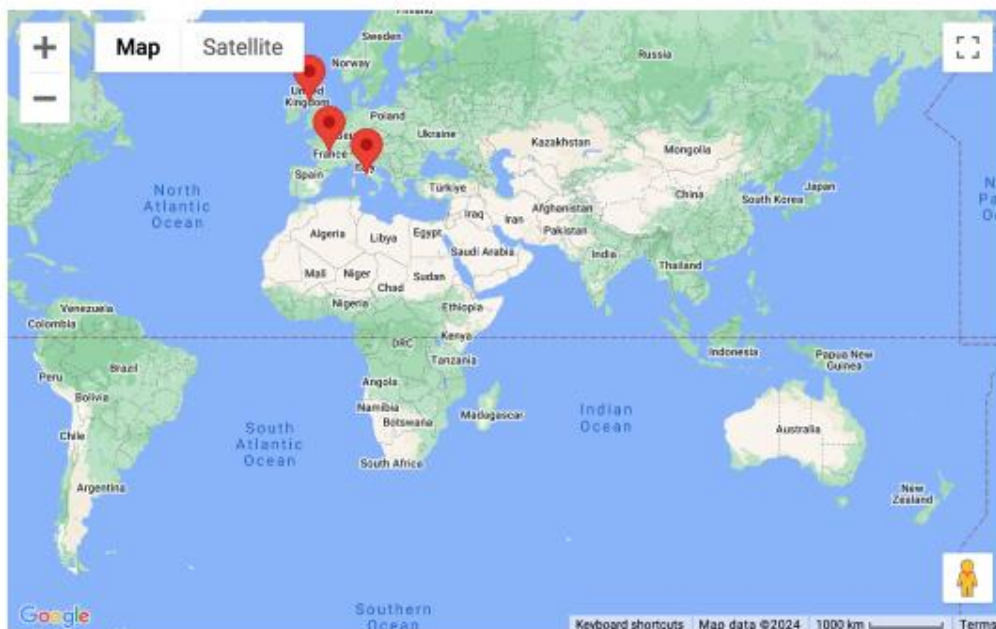 Finland
Sweden
Map
Satellite
Russia
Norway
United
Kingdom
Poland
Ukraine
France
Kazakhstan
Mongolia
Italy
Spain
Türkiye
North
Atlantic
Ocean
China
South Korea
Japan
Iraq
Iran
Afghanistan
Pakistan
Algeria
Libya
Egypt
Saudi Arabia
India
Mali
Niger
Chad
Sudan
Thailand
Nigeria
Ethiopia
Venezuela
Colombia
DRC
Kenya
Tanzania
Indonesia
Papua New
Guinea
Peru
Brazil
Bolivia
Angola
Namibia
Botswana
Madagascar
Indian
Ocean
Chile
South
Atlantic
Ocean
South Africa
Australia
Argentina
New
Zealand
Southern
Ocean
Google
Keyboard shortcuts
Map data ©2024
1000 km
Terms